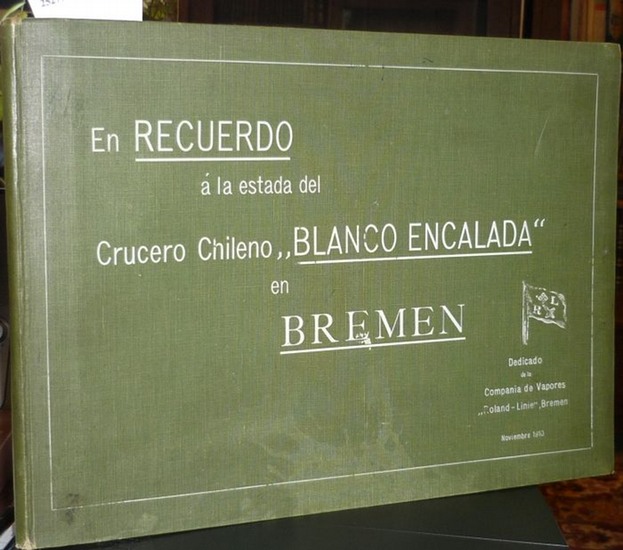 En RECUERDO
á la estada del
Crucero Chileno „BLANCO ENCALADA“
en
BREMEN
L
R
Dedicado
de la
Compania de Vapores
„Roland-Linie“, Bremen
Noviembre